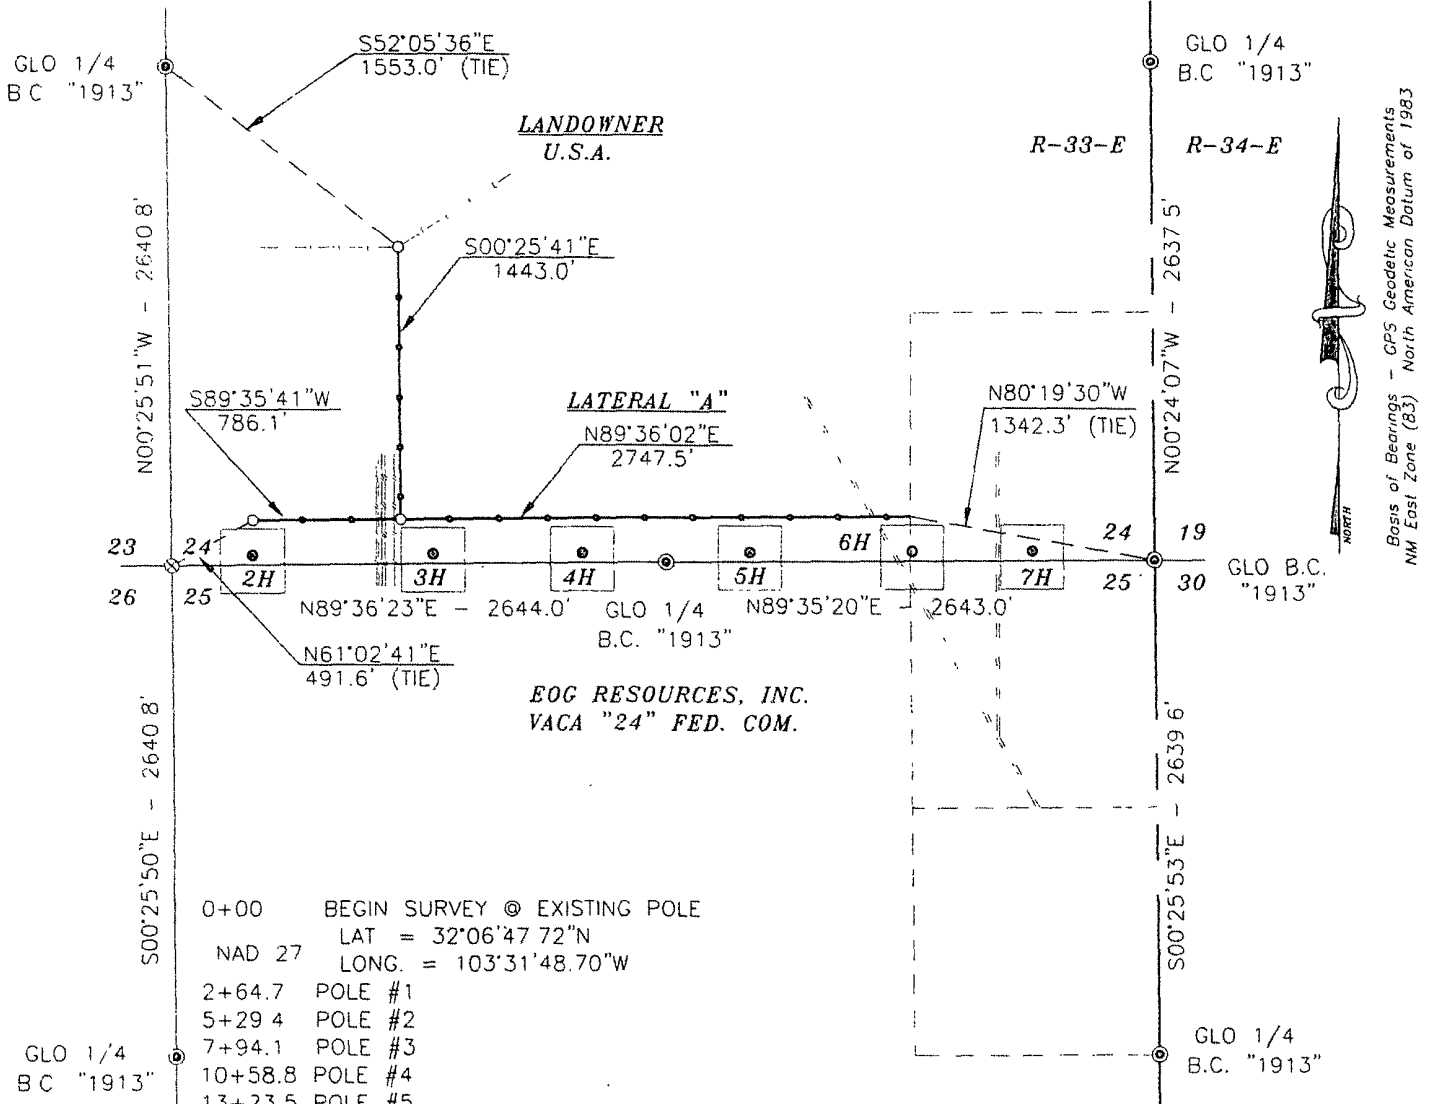 S52°05'36"E
1553.0' (TIE)
GLO 1/4
B C "1913"
GLO 1/4
B.C "1913"
LANDOWNER
U.S.A.
R-33-E
R-34-E
N00°25'51"W - 2640 8'
S00°25'41"E
1443.0'
N00°24'07"W - 2637 5'
Basis of Bearings - GPS Geodetic Measurements
NM East Zone (83) North American Datum of 1983
NORTH
S89°35'41"W
786.1'
LATERAL "A"
N89°36'02"E
2747.5'
N80°19'30"W
1342.3' (TIE)
23
24
6H
24
19
26
25
2H
3H
4H
5H
7H
25
30
GLO B.C.
"1913"
N89°36'23"E - 2644.0'
GLO 1/4
B.C. "1913"
N89°35'20"E - 2643.0'
N61°02'41"E
491.6' (TIE)
EOG RESOURCES, INC.
VACA "24" FED. COM.
S00°25'50"E - 2640 8'
S00°25'53"E - 2639 6'
0+00 BEGIN SURVEY @ EXISTING POLE
LAT = 32°06'47 72"N
NAD 27
LONG. = 103°31'48.70"W
2+64.7 POLE #1
5+29 4 POLE #2
7+94.1 POLE #3
10+58.8 POLE #4
13+23.5 POLE #5
GLO 1/4
B C "1913"
GLO 1/4
B.C. "1913"